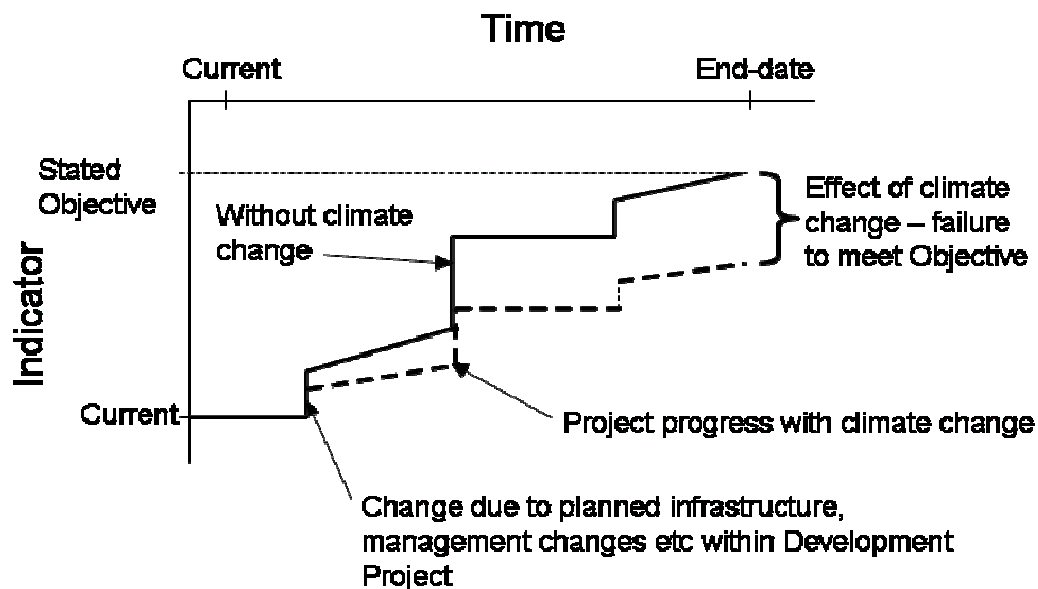 Time
Current
End-date
Stated
Objective
Without climate
change
Effect of climate
change – failure
to meet Objective
Indicator
Current
Project progress with climate change
Change due to planned infrastructure,
management changes etc within Development
Project